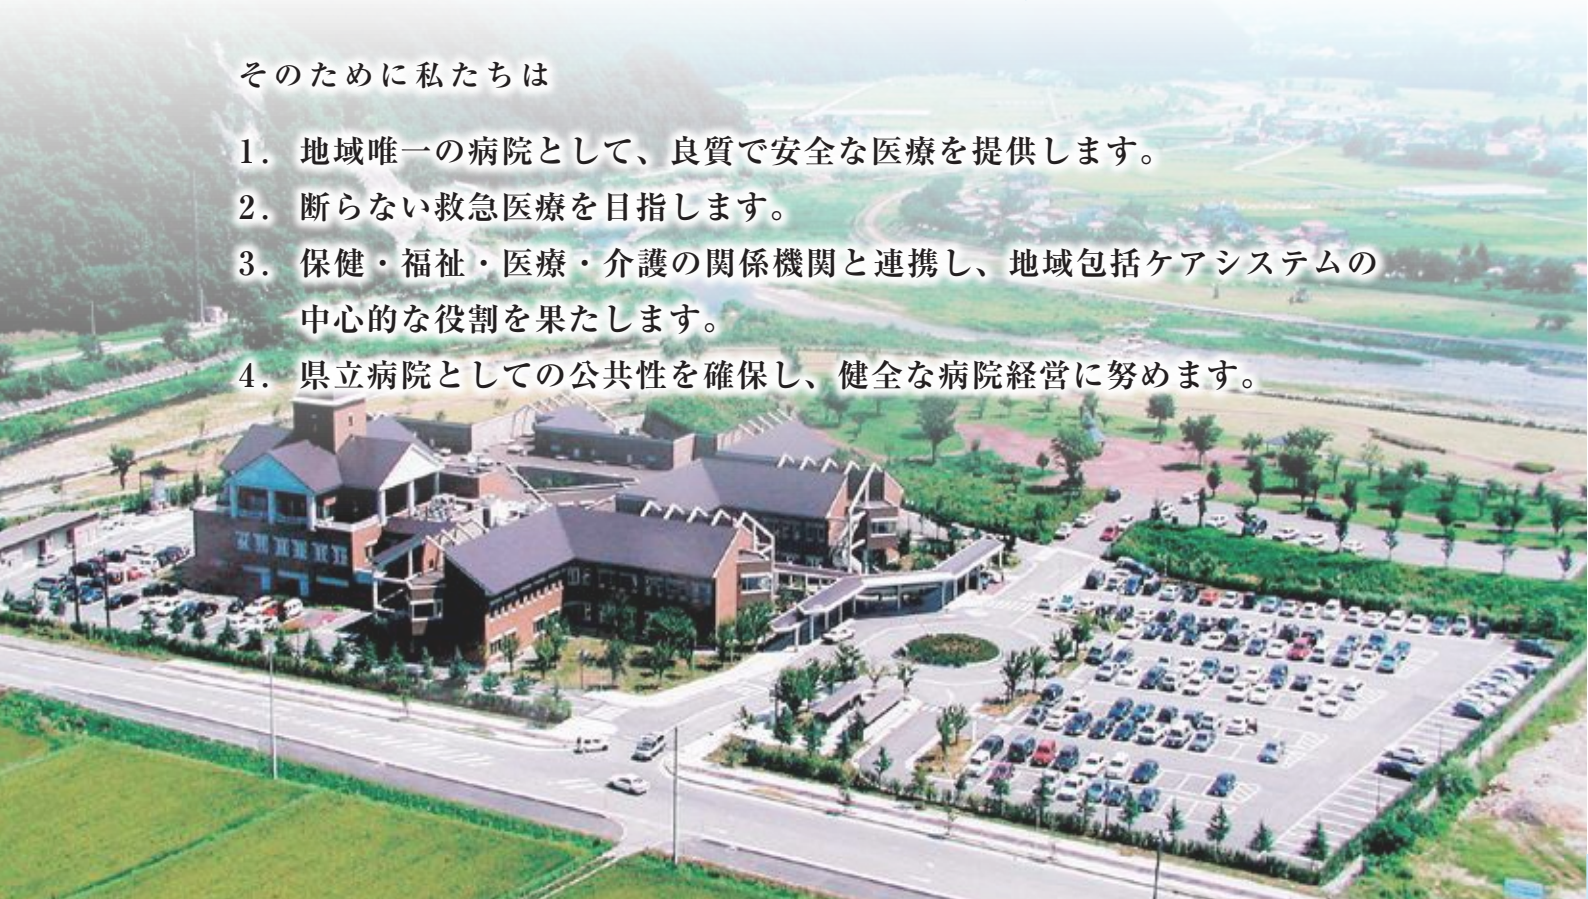 そのために私たちは
1. 地域唯一の病院として、良質で安全な医療を提供します。
2. 断らない救急医療を目指します。
3. 保健・福祉・医療・介護の関係機関と連携し、地域包括ケアシステムの
中心的な役割を果たします。
4. 県立病院としての公共性を確保し、健全な病院経営に努めます。